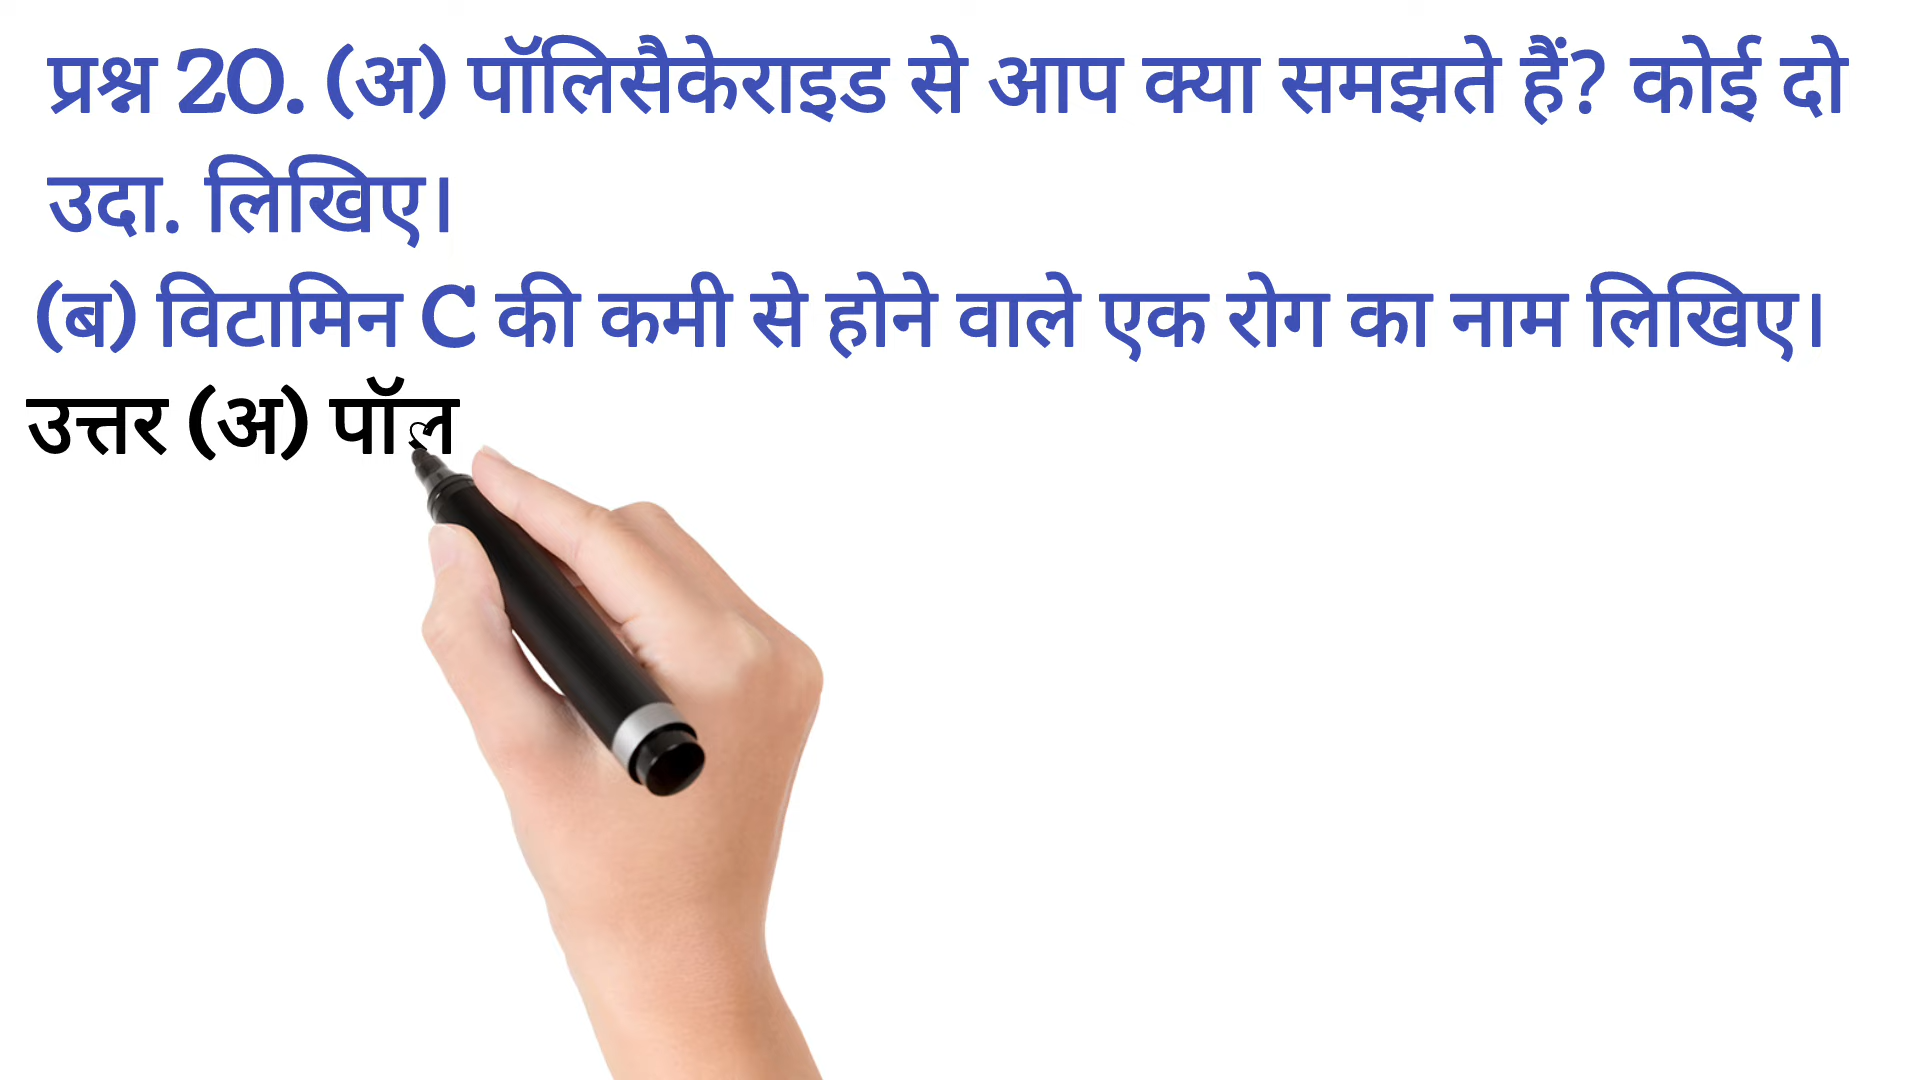 प्रश्न 20. (अ) पॉलिसैकेराइड से आप क्या समझते हैं? कोई दो
उदा. लिखिए।
(ब) विटामिन C की कमी से होने वाले एक रोग का नाम लिखिए।
उत्तर (अ) पॉल